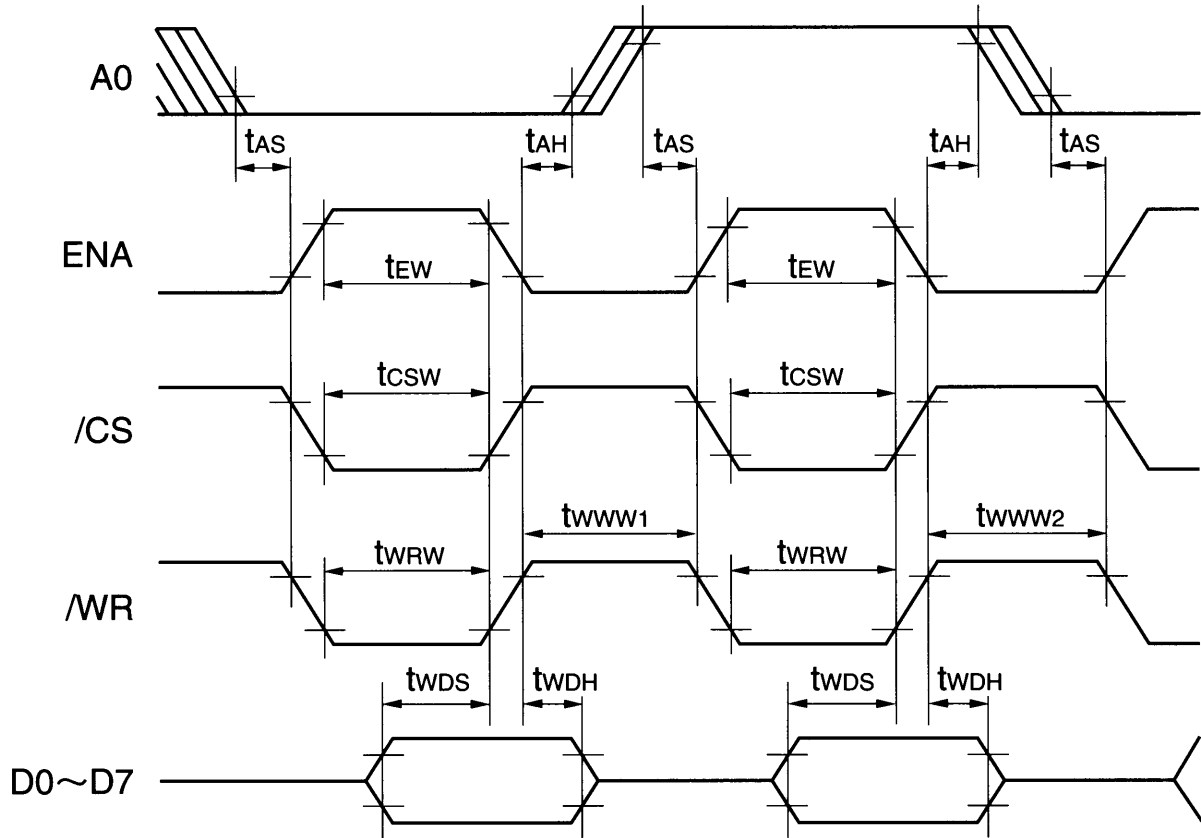 A0
tAS tAH tAS tAH tAS
ENA
tEW tEW
/CS
tCSW tCSW
tWWW1 tWWW2
/WR
tWRW tWRW
tWDS tWDH tWDS tWDH
D0～D7